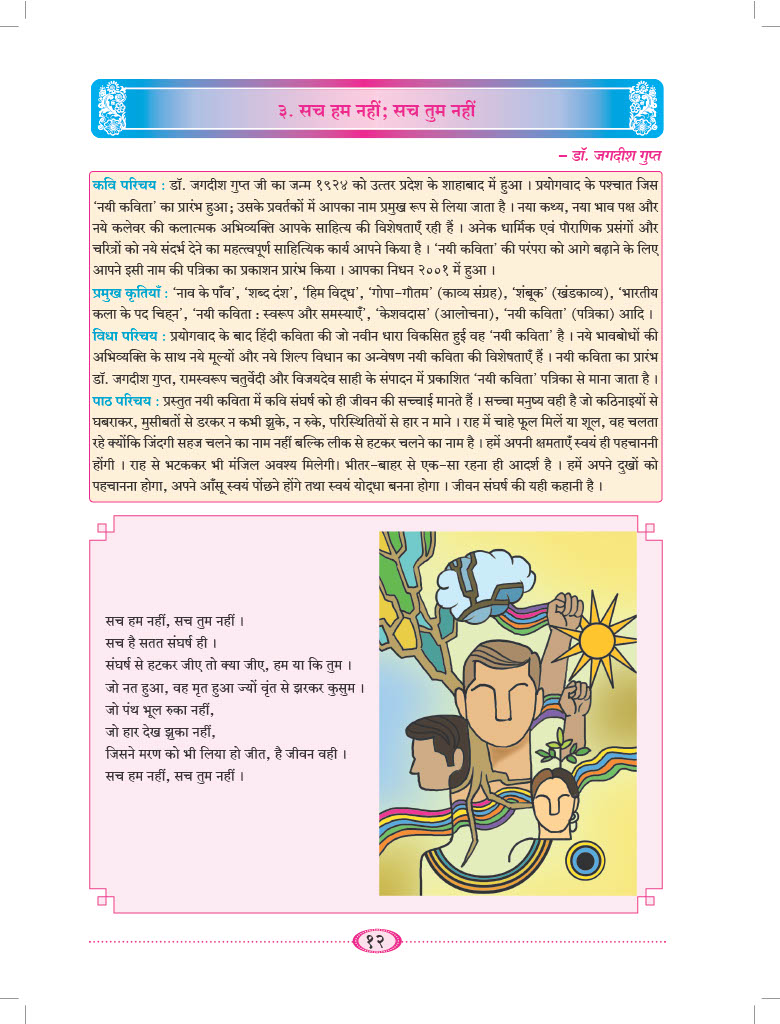 ३. सच हम नहीं; सच तुम नहीं
– डॉ. जगदीश गुप्त
कवि परिचय : डॉ. जगदीश गुप्त जी का जन्म १९२४ को उत्तर प्रदेश के शाहाबाद में हुआ । प्रयोगवाद के पश्चात जिस
‘नयी कविता’ का प्रारंभ हुआ; उसके प्रवर्तकों में आपका नाम प्रमुख रूप से लिया जाता है । नया कथ्य, नया भाव पक्ष और
नये कलेवर की कलात्मक अभिव्यक्ति आपके साहित्य की विशेषताएँ रही हैं । अनेक धार्मिक एवं पौराणिक प्रसंगों और
चरित्रों को नये संदर्भ देने का महत्त्वपूर्ण साहित्यिक कार्य आपने किया है । ‘नयी कविता’ की परंपरा को आगे बढ़ाने के लिए
आपने इसी नाम की पत्रिका का प्रकाशन प्रारंभ किया । आपका निधन २००१ में हुआ ।
प्रमुख कृतियाँ : ‘नाव के पाँव’, ‘शब्द दंश’, ‘हिम विद्ध’, ‘गोपा-गौतम’ (काव्य संग्रह), ‘शंबूक’ (खंडकाव्य), ‘भारतीय
कला के पद चिह्न’, ‘नयी कविता : स्वरूप और समस्याएँ’, ‘केशवदास’ (आलोचना), ‘नयी कविता’ (पत्रिका) आदि ।
विधा परिचय : प्रयोगवाद के बाद हिंदी कविता की जो नवीन धारा विकसित हुई वह ‘नयी कविता’ है । नये भावबोधों की
अभिव्यक्ति के साथ नये मूल्यों और नये शिल्प विधान का अन्वेषण नयी कविता की विशेषताएँ हैं । नयी कविता का प्रारंभ
डॉ. जगदीश गुप्त, रामस्वरूप चतुर्वेदी और विजयदेव साही के संपादन में प्रकाशित ‘नयी कविता’ पत्रिका से माना जाता है ।
पाठ परिचय : प्रस्तुत नयी कविता में कवि संघर्ष को ही जीवन की सच्चाई मानते हैं । सच्चा मनुष्य वही है जो कठिनाइयों से
घबराकर, मुसीबतों से डरकर न कभी झुके, न रुके, परिस्थितियों से हार न माने । राह में चाहे फूल मिलें या शूल, वह चलता
रहे क्योंकि जिंदगी सहज चलने का नाम नहीं बल्कि लीक से हटकर चलने का नाम है । हमें अपनी क्षमताएँ स्वयं ही पहचाननी
होंगी । राह से भटककर भी मंजिल अवश्य मिलेगी। भीतर-बाहर से एक-सा रहना ही आदर्श है । हमें अपने दुखों को
पहचानना होगा, अपने आँसू स्वयं पोंछने होंगे तथा स्वयं योद्धा बनना होगा । जीवन संघर्ष की यही कहानी है ।
सच हम नहीं, सच तुम नहीं ।
सच है सतत संघर्ष ही ।
संघर्ष से हटकर जीए तो क्या जीए, हम या कि तुम ।
जो नत हुआ, वह मृत हुआ ज्यों वृंत से झरकर कुसुम ।
जो पंथ भूल रुका नहीं,
जो हार देख झुका नहीं,
जिसने मरण को भी लिया हो जीत, है जीवन वही ।
सच हम नहीं, सच तुम नहीं ।
१२